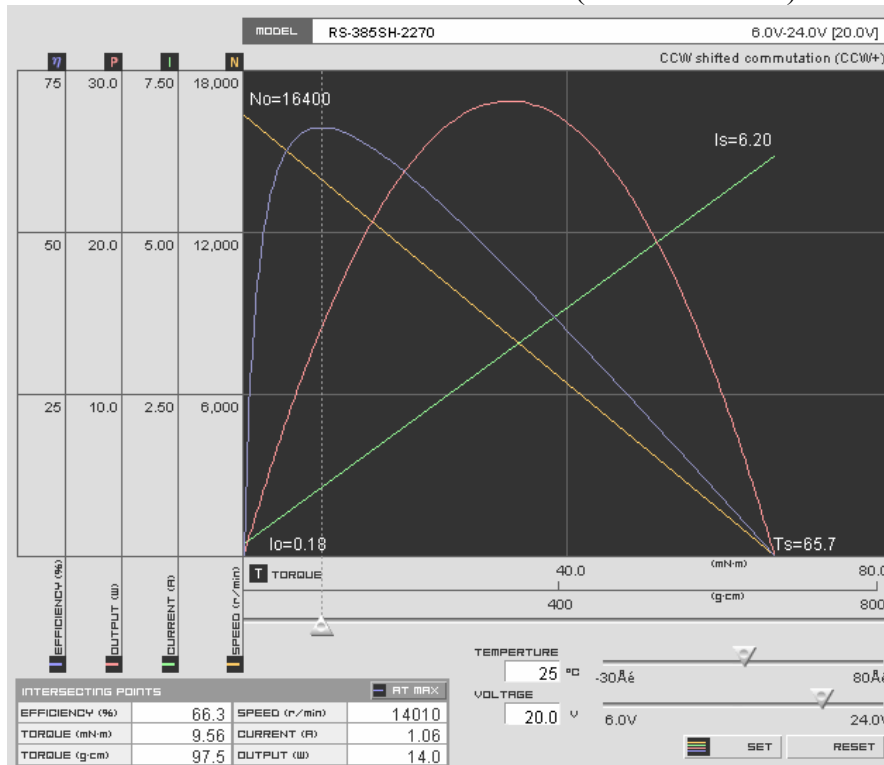 MODEL RS-385SH-2270 6.0V-24.0V [20.0V]
η P I N CCW shifted commutation (CCW+)
75 30.0 7.50 18,000
No=16400
Is=6.20
50 20.0 5.00 12,000
25 10.0 2.50 6,000
Io=0.18 Ts=65.7
EFFICIENCY (%) OUTPUT (W) CURRENT (A) SPEED (r/min)
T TORQUE 40.0 (mN·m) 80.0
400 (g·cm) 800
TEMPERTURE
25 °C -30Åé 80Åé
VOLTAGE
20.0 V 6.0V 24.0V
SET RESET
INTERSECTING POINTS AT MAX
EFFICIENCY (%) 66.3 SPEED (r/min) 14010
TORQUE (mN·m) 9.56 CURRENT (A) 1.06
TORQUE (g·cm) 97.5 OUTPUT (W) 14.0